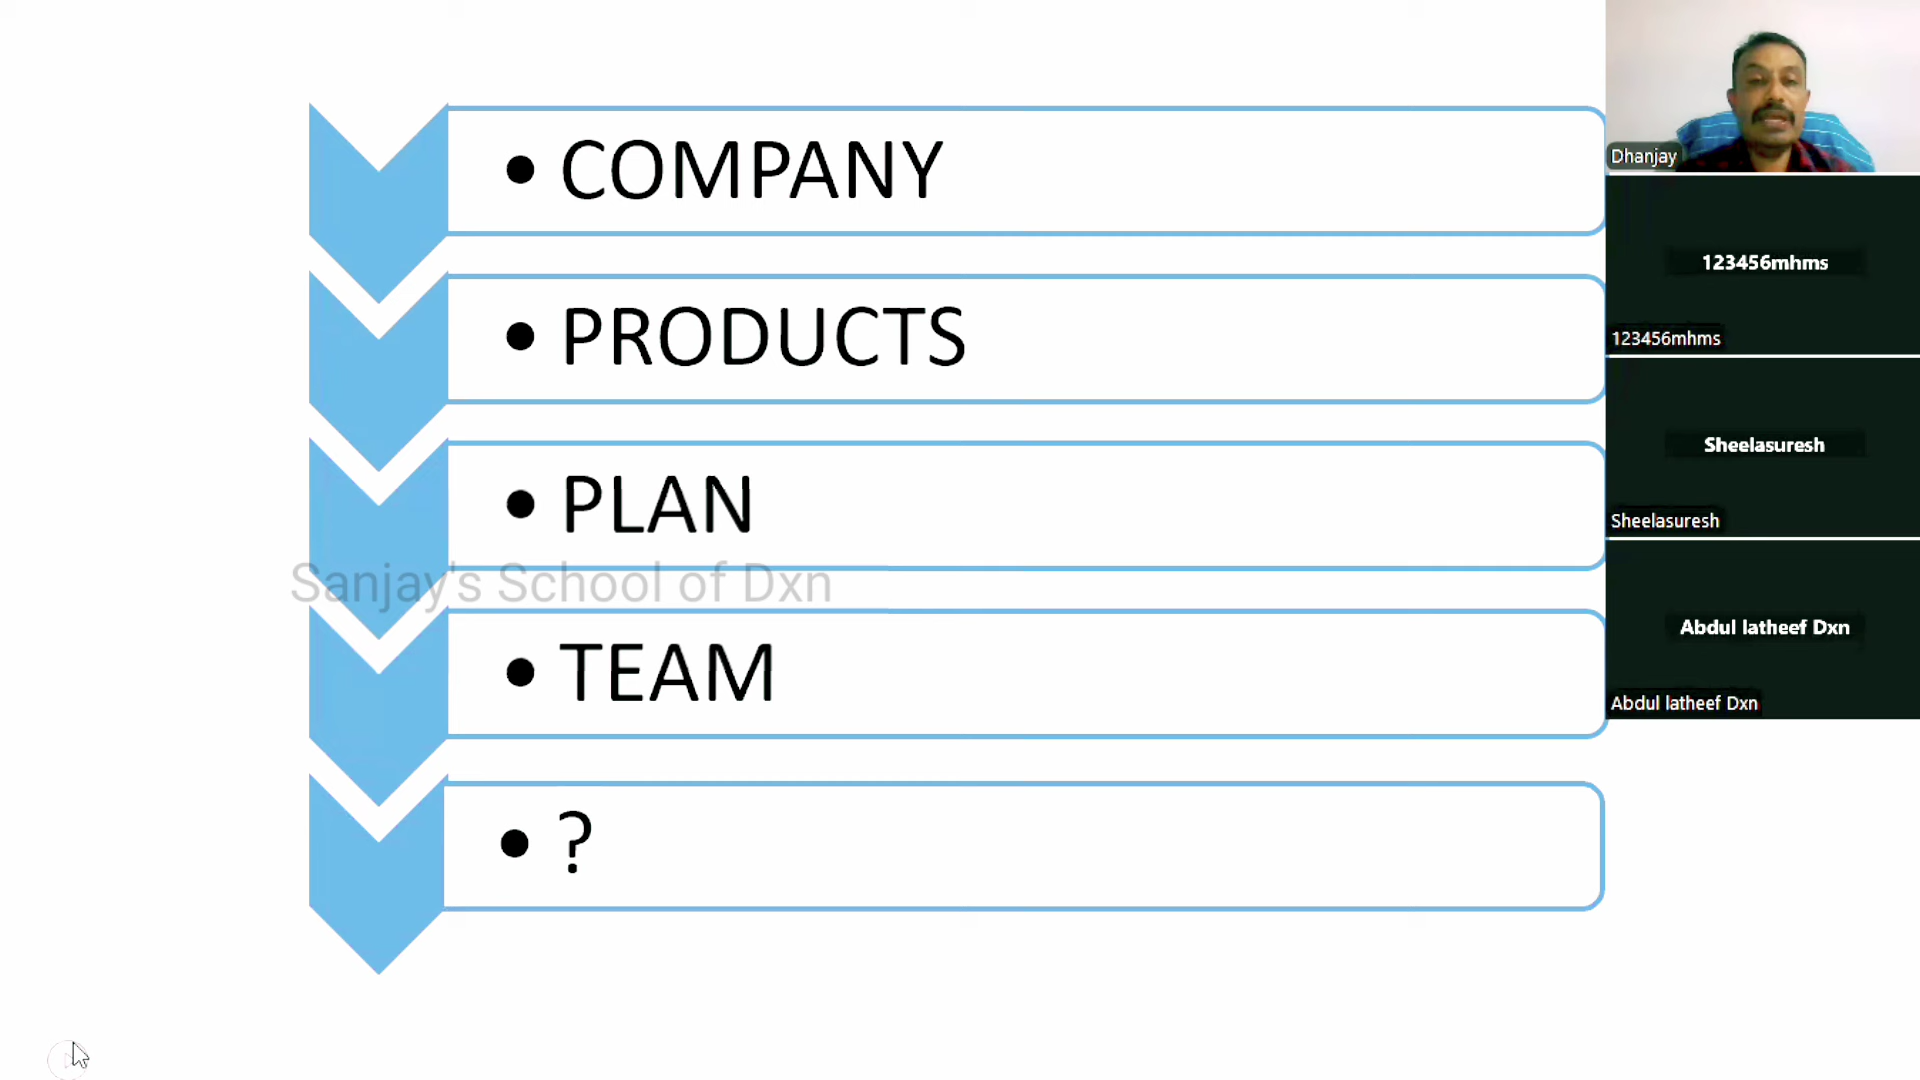 • COMPANY
• PRODUCTS
• PLAN
Sanjay's School of Dxn
• TEAM
• ?
Dhanjay
123456mhms
123456mhms
Sheelasuresh
Sheelasuresh
Abdul latheef Dxn
Abdul latheef Dxn